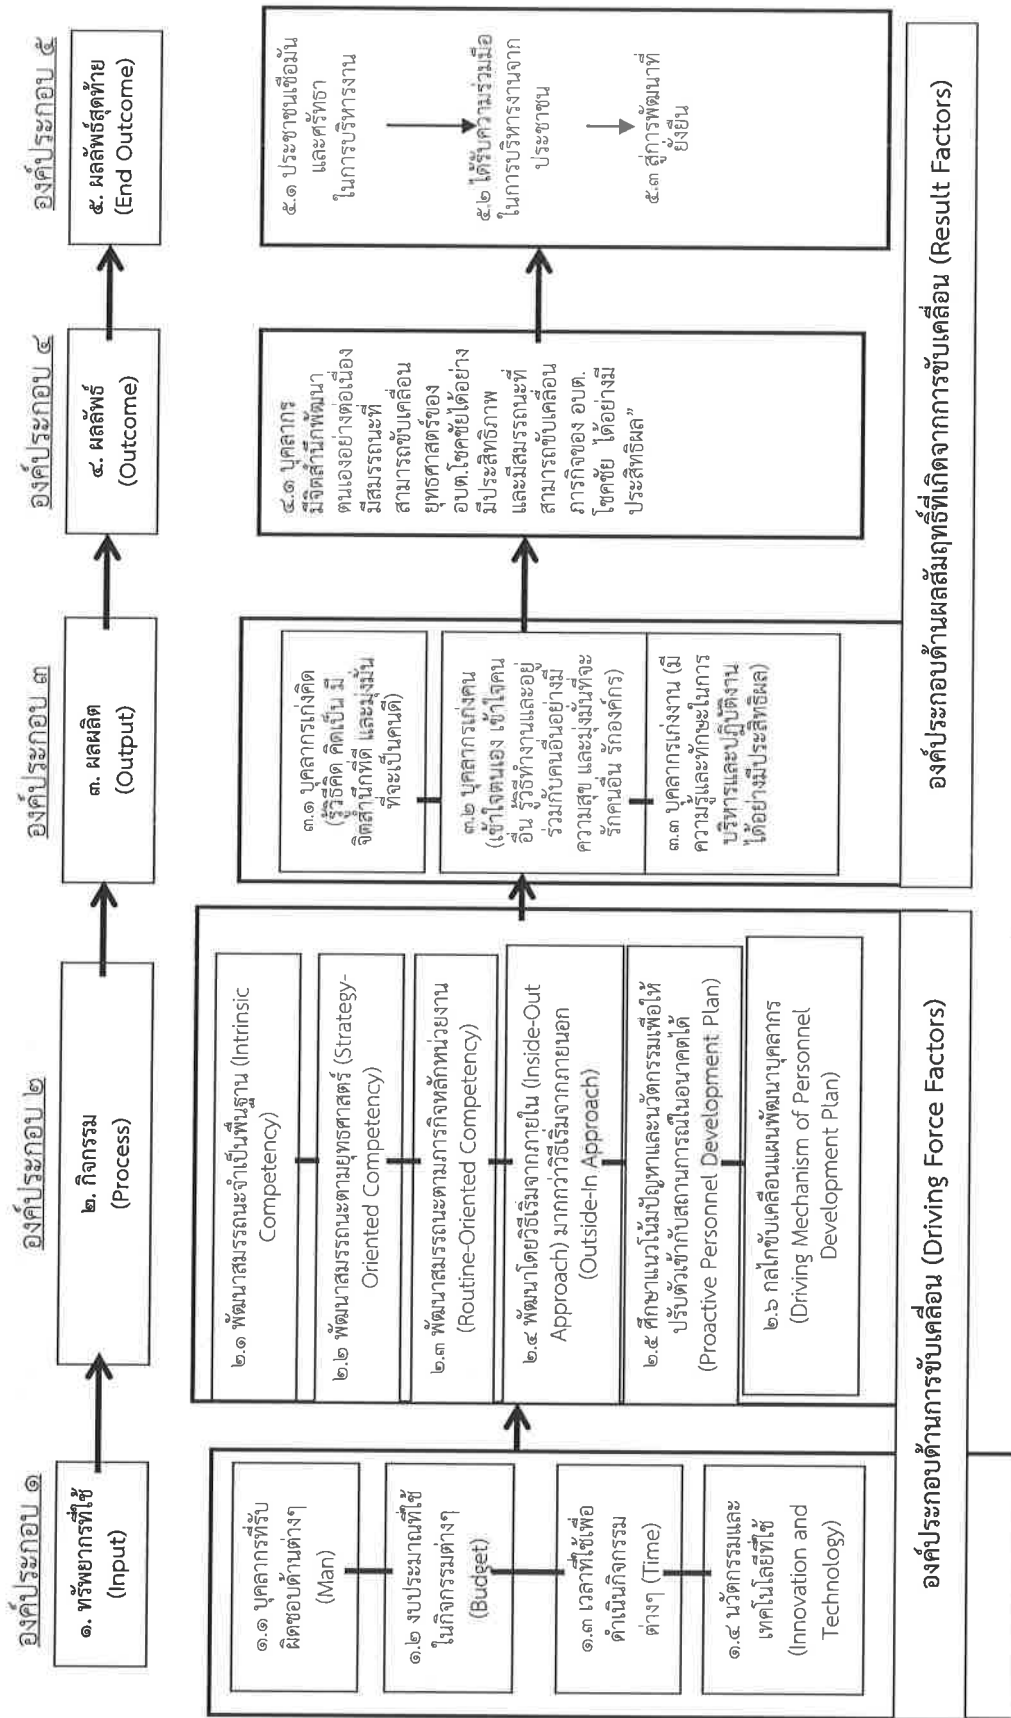 องค์ประกอบ ๑
๑. ทรัพยากรที่ใช้
(Input)
๑.๑ บุคลากรที่รับ
ผิดชอบด้านต่างๆ
(Man)
๑.๒ งบประมาณที่ใช้
ในกิจกรรมต่างๆ
(Budget)
๑.๓ เวลาที่ใช้เพื่อ
ดำเนินกิจกรรม
ต่างๆ (Time)
๑.๔ นวัตกรรมและ
เทคโนโลยีที่ใช้
(Innovation and
Technology)
องค์ประกอบ ๒
๒. กิจกรรม
(Process)
๒.๑ พัฒนาสมรรถนะจำเป็นพื้นฐาน (Intrinsic
Competency)
๒.๒ พัฒนาสมรรถนะตามยุทธศาสตร์ (Strategy-
Oriented Competency)
๒.๓ พัฒนาสมรรถนะตามภารกิจหลักหน่วยงาน
(Routine-Oriented Competency)
๒.๔ พัฒนาโดยวิธีเริ่มจากภายใน (Inside-Out
Approach) มากกว่าวิธีเริ่มจากภายนอก
(Outside-In Approach)
๒.๕ ศึกษาแนวโน้มปัญหาและนวัตกรรมเพื่อให้
ปรับตัวเข้ากับสถานการณ์ในอนาคตได้
(Proactive Personnel Development Plan)
๒.๖ กลไกขับเคลื่อนแผนพัฒนาบุคลากร
(Driving Mechanism of Personnel
Development Plan)
องค์ประกอบด้านการขับเคลื่อน (Driving Force Factors)
องค์ประกอบ ๓
๓. ผลผลิต
(Output)
๓.๑ บุคลากรเก่งคิด
(รู้วิธีคิด คิดเป็น มี
จิตสำนึกที่ดี และมุ่งมั่น
ที่จะเป็นคนดี)
๓.๒ บุคลากรเก่งคน
(เข้าใจตนเอง เข้าใจคน
อื่น รู้วิธีทำงานและอยู่
ร่วมกับคนอื่นอย่างมี
ความสุข และมุ่งมั่นที่จะ
รักคนอื่น รักองค์กร)
๓.๓ บุคลากรเก่งงาน (มี
ความรู้และทักษะในการ
บริหารและปฏิบัติงาน
ได้อย่างมีประสิทธิผล)
องค์ประกอบ ๔
๔. ผลลัพธ์
(Outcome)
๔.๑ บุคลากร
มีจิตสำนึกพัฒนา
ตนเองอย่างต่อเนื่อง
มีสมรรถนะที่
สามารถขับเคลื่อน
ยุทธศาสตร์ของ
อบต.โชคชัยได้อย่าง
มีประสิทธิภาพ
และมีสมรรถนะที่
สามารถขับเคลื่อน
ภารกิจของ อบต.
โชคชัย ได้อย่างมี
ประสิทธิผล”
องค์ประกอบ ๕
๕. ผลลัพธ์สุดท้าย
(End Outcome)
๕.๑ ประชาชนเชื่อมั่น
และศรัทธา
ในการบริหารงาน
๕.๒ ได้รับความร่วมมือ
ในการบริหารงานจาก
ประชาชน
๕.๓ สู่การพัฒนาที่
ยั่งยืน
องค์ประกอบด้านผลสัมฤทธิ์ที่เกิดจากการขับเคลื่อน (Result Factors)